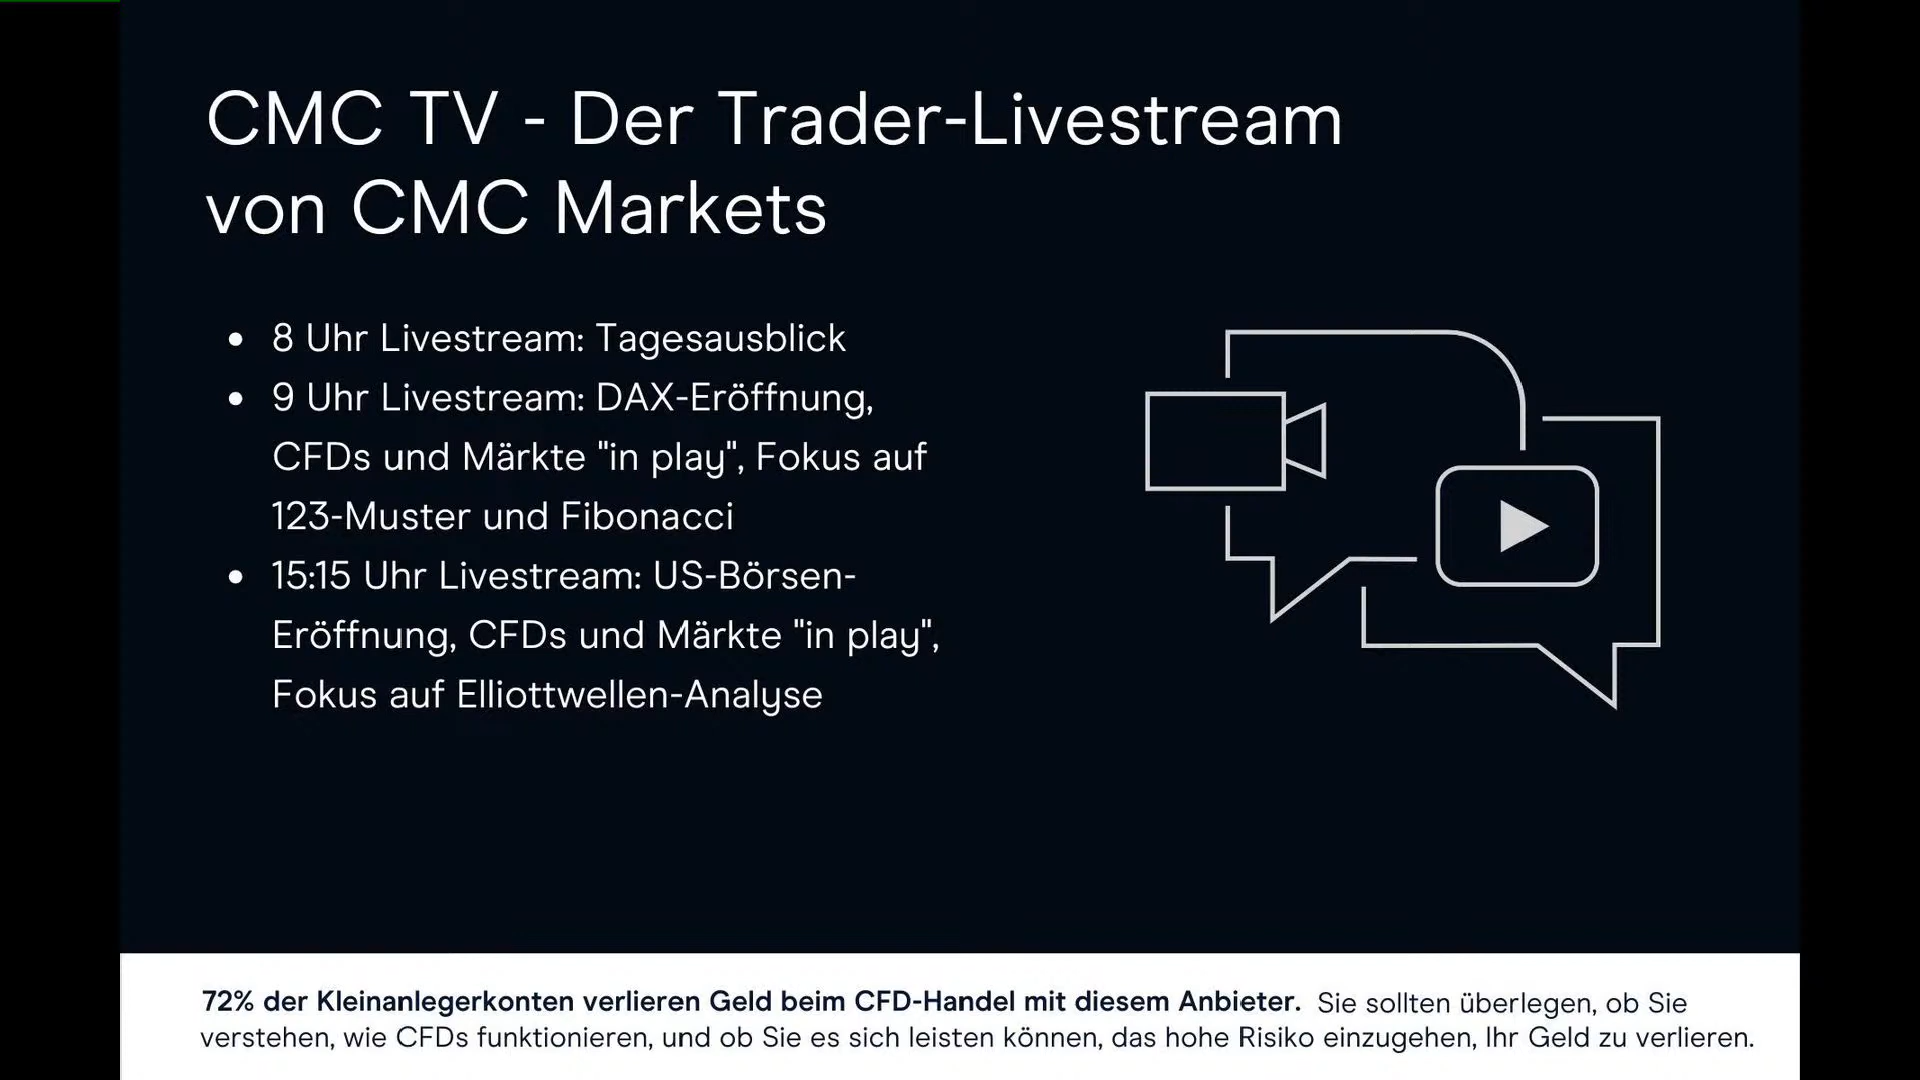 CMC TV - Der Trader-Livestream
von CMC Markets
• 8 Uhr Livestream: Tagesausblick
• 9 Uhr Livestream: DAX-Eröffnung,
CFDs und Märkte "in play", Fokus auf
123-Muster und Fibonacci
• 15:15 Uhr Livestream: US-Börsen-
Eröffnung, CFDs und Märkte "in play",
Fokus auf Elliottwellen-Analyse
72% der Kleinanlegerkonten verlieren Geld beim CFD-Handel mit diesem Anbieter. Sie sollten überlegen, ob Sie
verstehen, wie CFDs funktionieren, und ob Sie es sich leisten können, das hohe Risiko einzugehen, Ihr Geld zu verlieren.